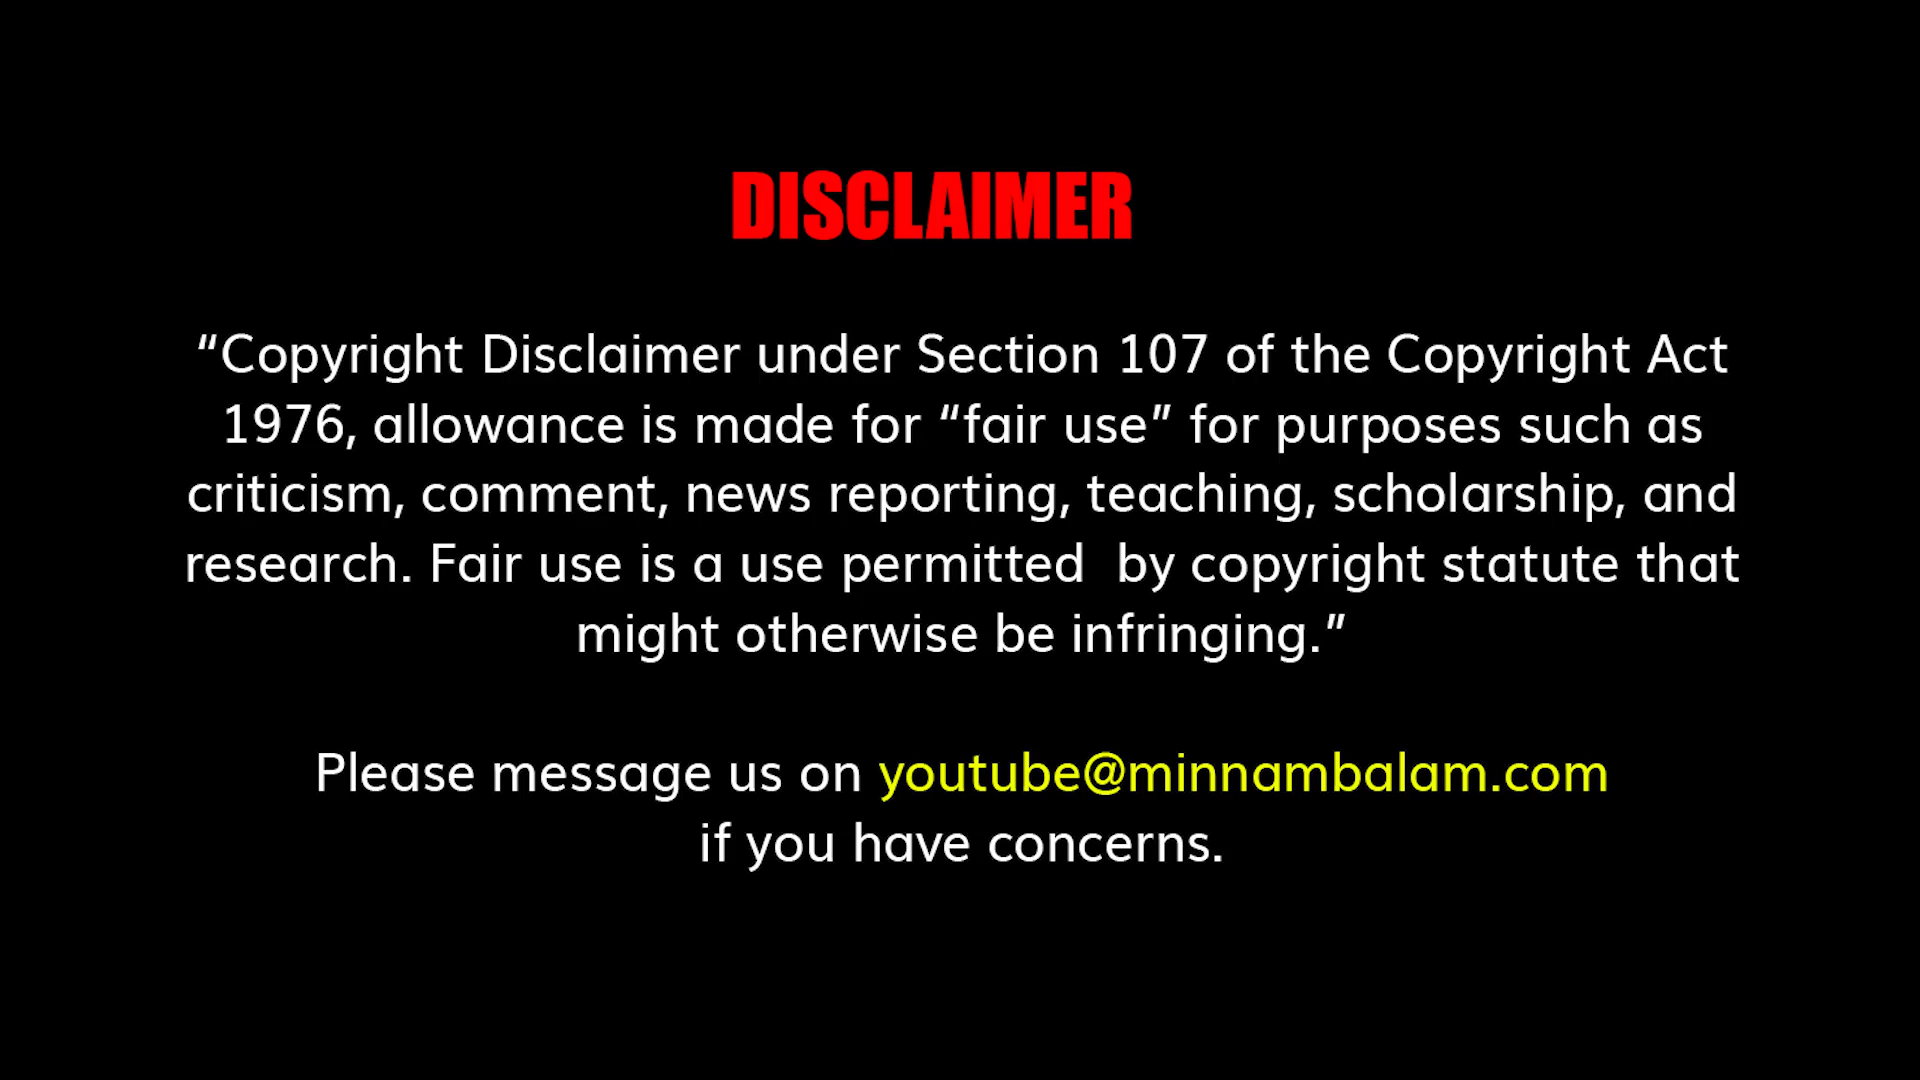 DISCLAIMER
“Copyright Disclaimer under Section 107 of the Copyright Act
1976, allowance is made for “fair use” for purposes such as
criticism, comment, news reporting, teaching, scholarship, and
research. Fair use is a use permitted  by copyright statute that
might otherwise be infringing.”
Please message us on youtube@minnambalam.com
if you have concerns.